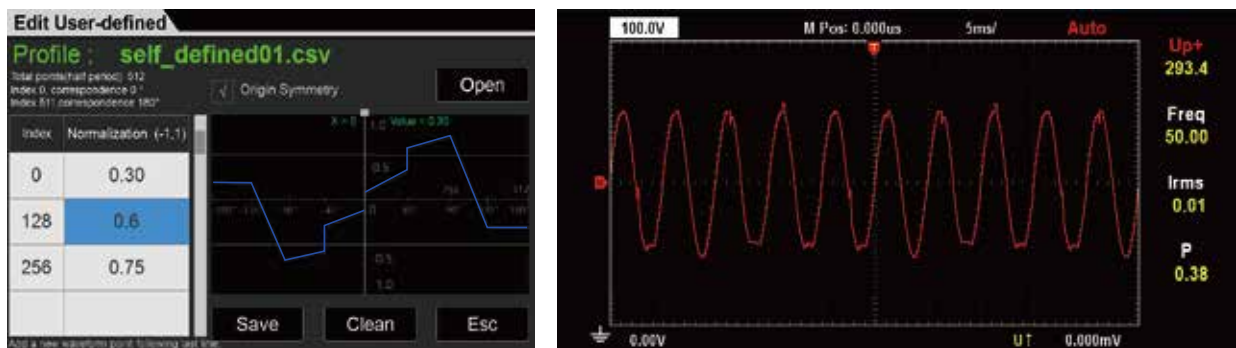 Edit User-defined
Profile : self_defined01.csv
Total points(half period) 512
Index 0, correspondence 0 °
Index 511 correspondence 180°
√ Origin Symmetry
Open
Index Normalization (-1,1)
X = 0 1.0 Value = 0.30
0 0.30
0.5
128 0.6
0
256 0.75
0.5
1.0
Save Clean Esc
Add a new waveform point following last line
100.0V M Pos: 0.000us 5ms/ Auto
T
Up+
293.4
Freq
50.00
Irms
0.01
P
0.38
0.00V U↑ 0.000mV